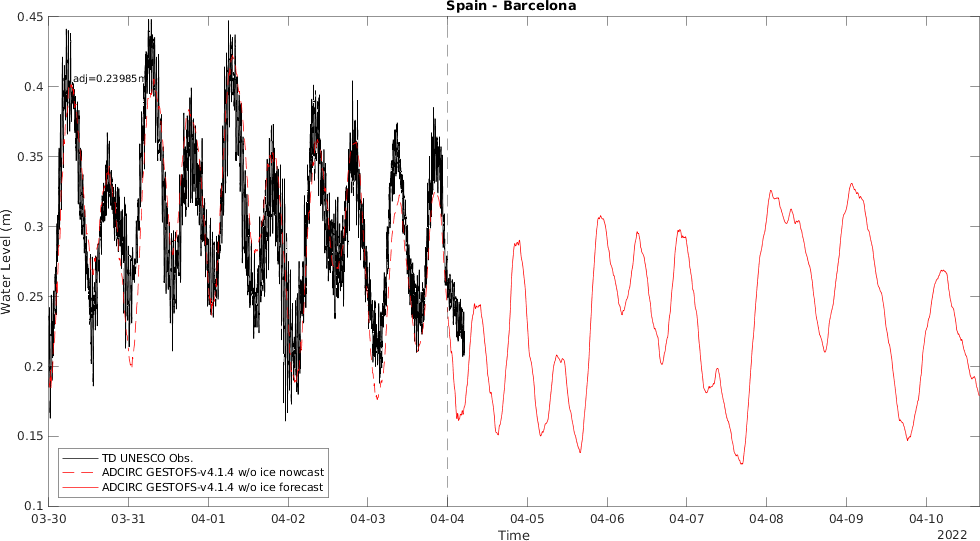 Spain - Barcelona
0.45
0.4
0.35
0.3
0.25
0.2
0.15
0.1
Water Level (m)
adj=0.23985m
TD UNESCO Obs.
ADCIRC GESTOFS-v4.1.4 w/o ice nowcast
ADCIRC GESTOFS-v4.1.4 w/o ice forecast
03-30 03-31 04-01 04-02 04-03 04-04 04-05 04-06 04-07 04-08 04-09 04-10
Time
2022